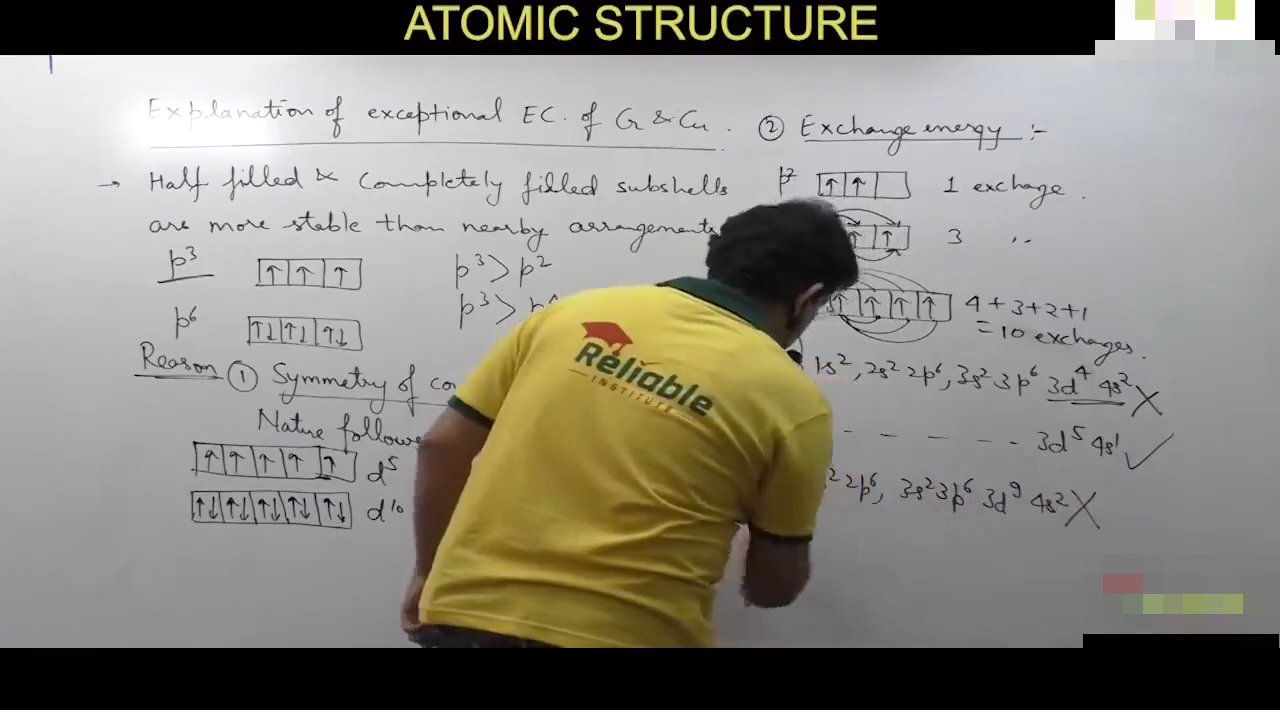 ATOMIC STRUCTURE
Explanation of exceptional EC. of Cr & Cu.
→ Half filled & Completely filled subshells
are more stable than nearby arrangements
p³ ↑ ↑ ↑ p³ > p²
p³ >
p⁶ ↑↓ ↑↓ ↑↓
Reason ① Symmetry of
Nature
↑ ↑ ↑ ↑ ↑ d⁵
↑↓ ↑↓ ↑↓ ↑↓ ↑↓ d¹⁰
② Exchange energy :-
p² ↑ ↑ 1 exchange.
↑ ↑ 3 ,,
↑ ↑ ↑ ↑ 4+3+2+1
= 10 exchanges.
1s², 2s² 2p⁶, 3s² 3p⁶ 3d⁴ 4s² X
- - - - - - 3d⁵ 4s¹ ✓
² 2p⁶, 3s² 3p⁶ 3d⁹ 4s² X
Reliable
INSTITUTE